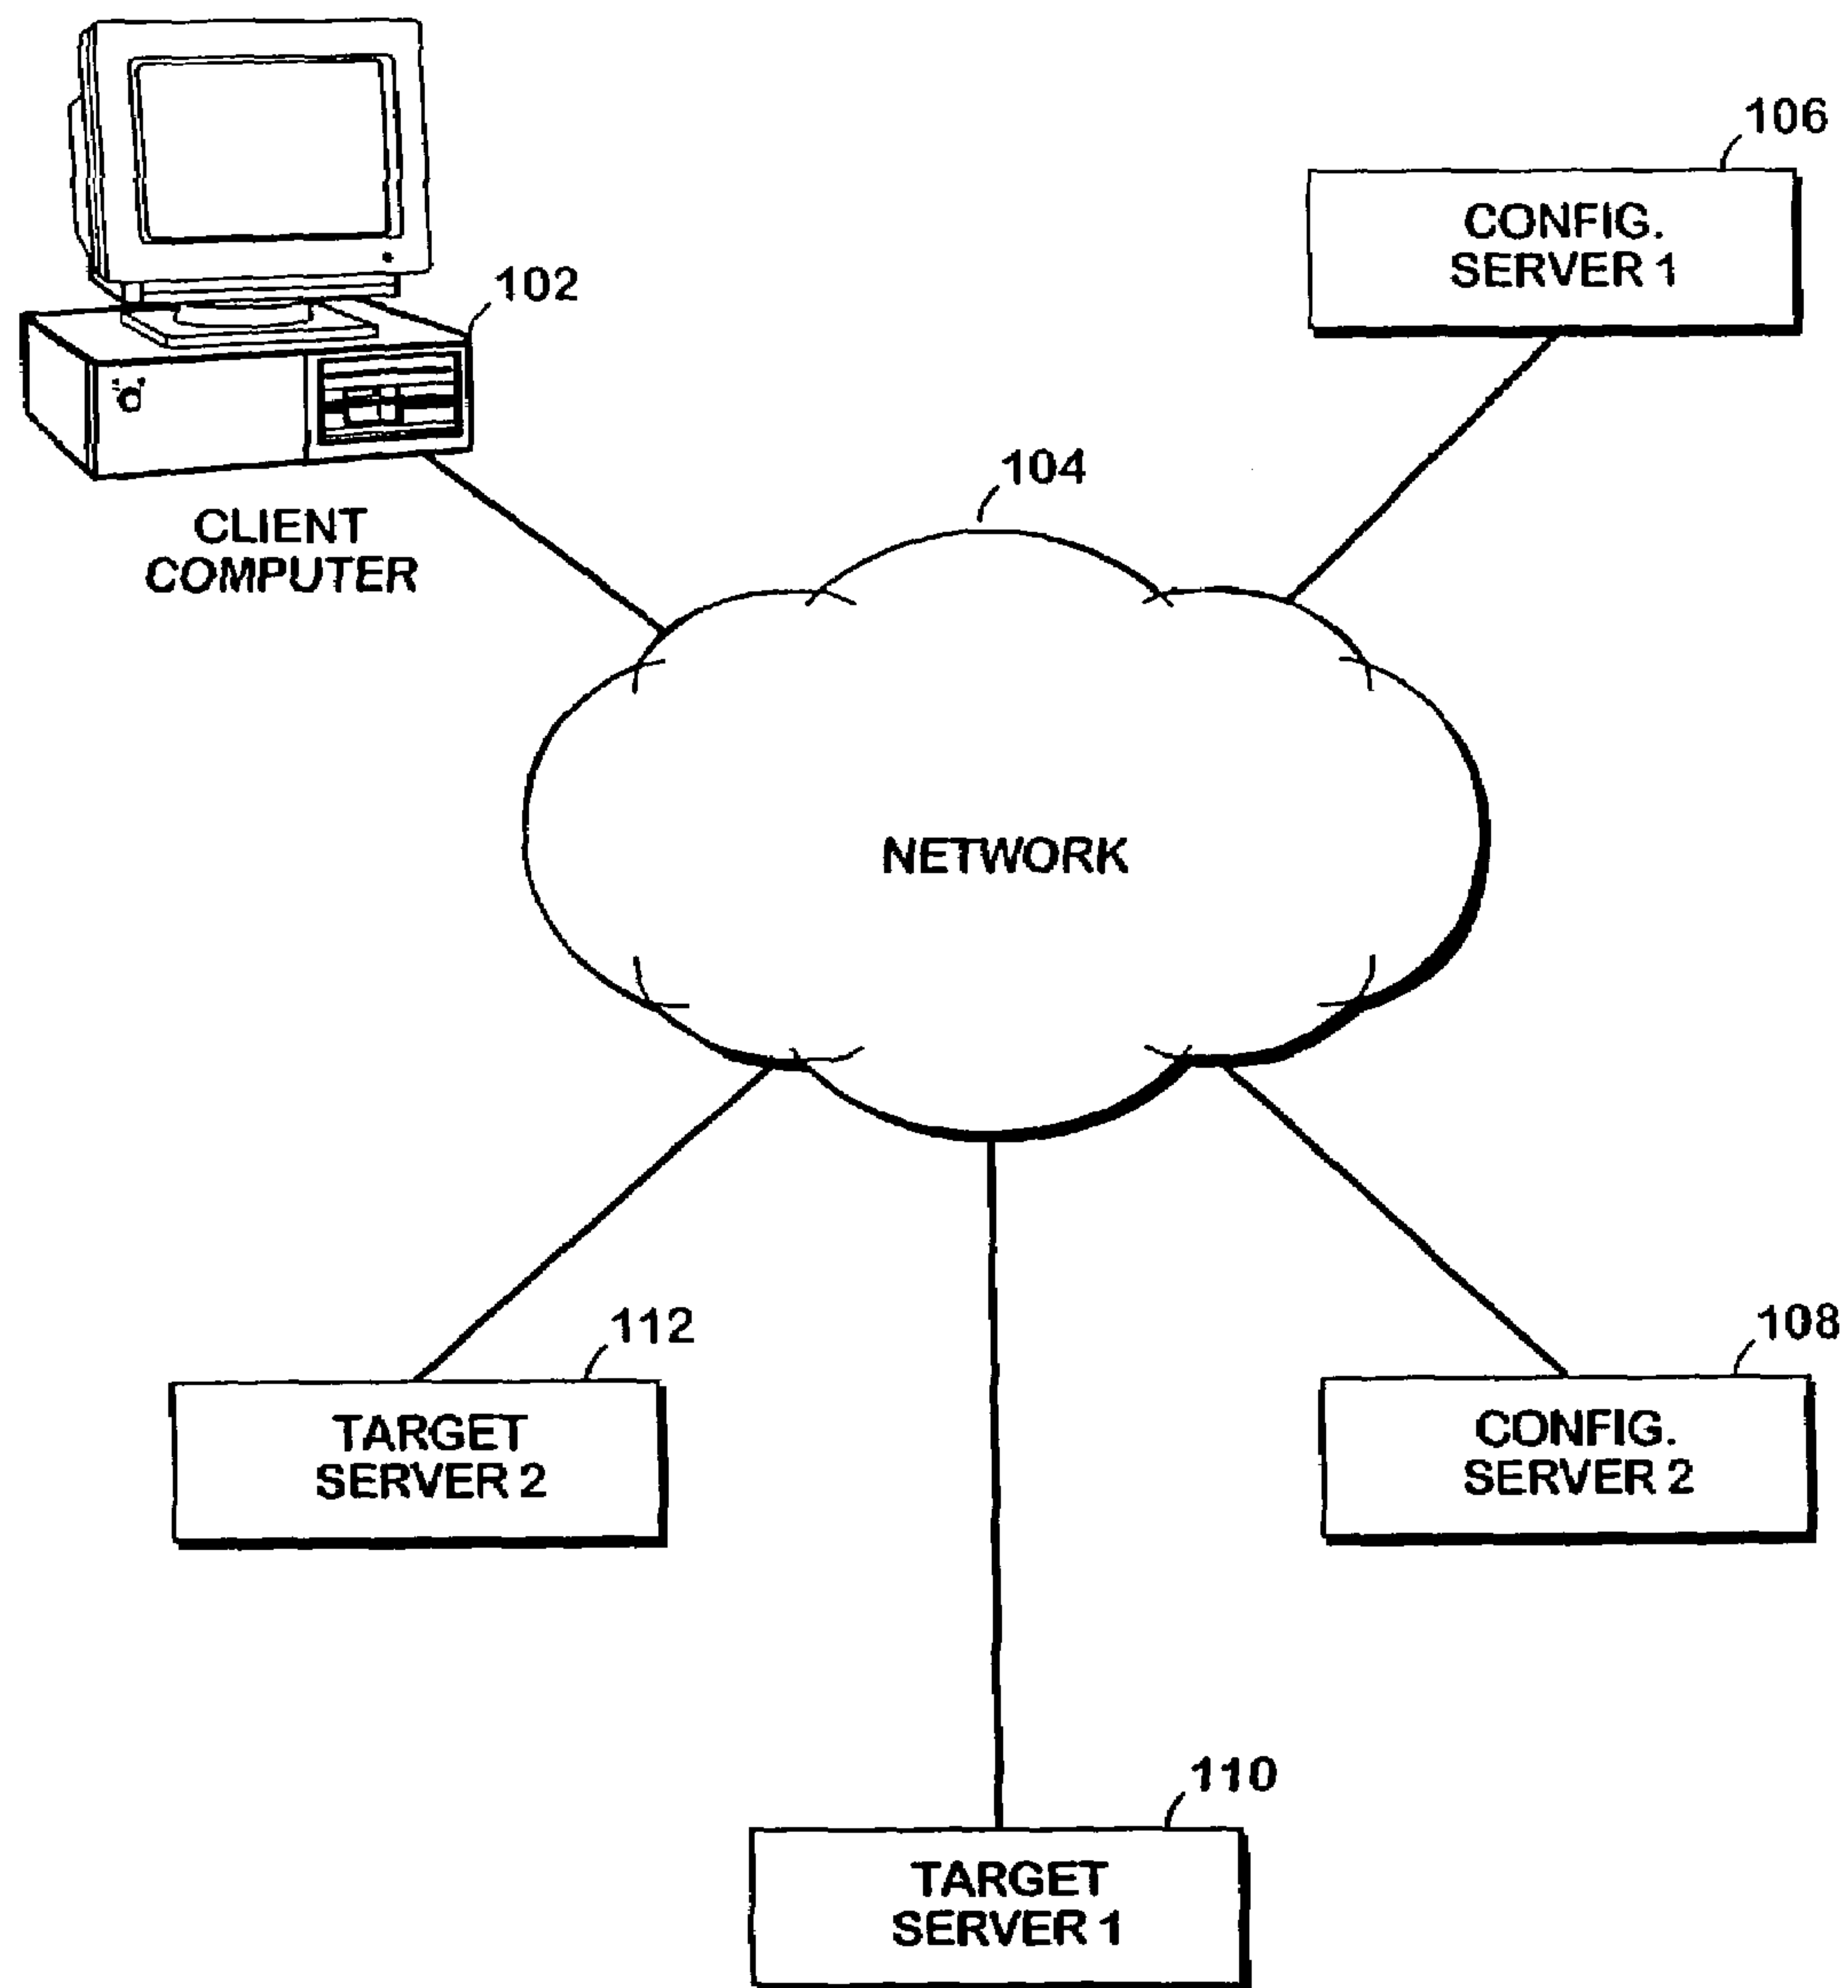 106
CONFIG.
SERVER 1
102
CLIENT
COMPUTER
104
NETWORK
112
TARGET
SERVER 2
108
CONFIG.
SERVER 2
110
TARGET
SERVER 1